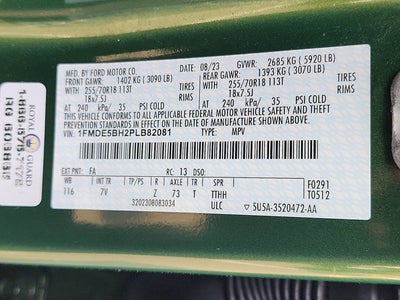 MFD. BY FORD MOTOR CO.
08/23 GVWR: 2685 KG ( 5920 LB)
FRONT GAWR: 1402 KG ( 3090 LB)
REAR GAWR: 1393 KG ( 3070 LB)
WITH
255/70R18 113T TIRES
18x7.5J RIMS
AT 240 kPa/ 35 PSI COLD
WITH
255/70R18 113T TIRES
18x7.5J RIMS
AT 240 kPa/ 35 PSI COLD
THIS VEHICLE CONFORMS TO ALL APPLICABLE FEDERAL MOTOR VEHICLE SAFETY AND THEFT PREVENTION STANDARDS IN EFFECT ON THE DATE OF MANUFACTURE SHOWN ABOVE.
VIN: 1FMDE5BH2PLB82081
TYPE: MPV
EXT PNT: FA RC: 13 DSO:
WB INT TR TP/PS R AXLE TR SPR
116 7V Z 73 T TTHH
F0291
T0512
3202308083034
ULC 5U5A-3520472-AA
ROYAL GUARD